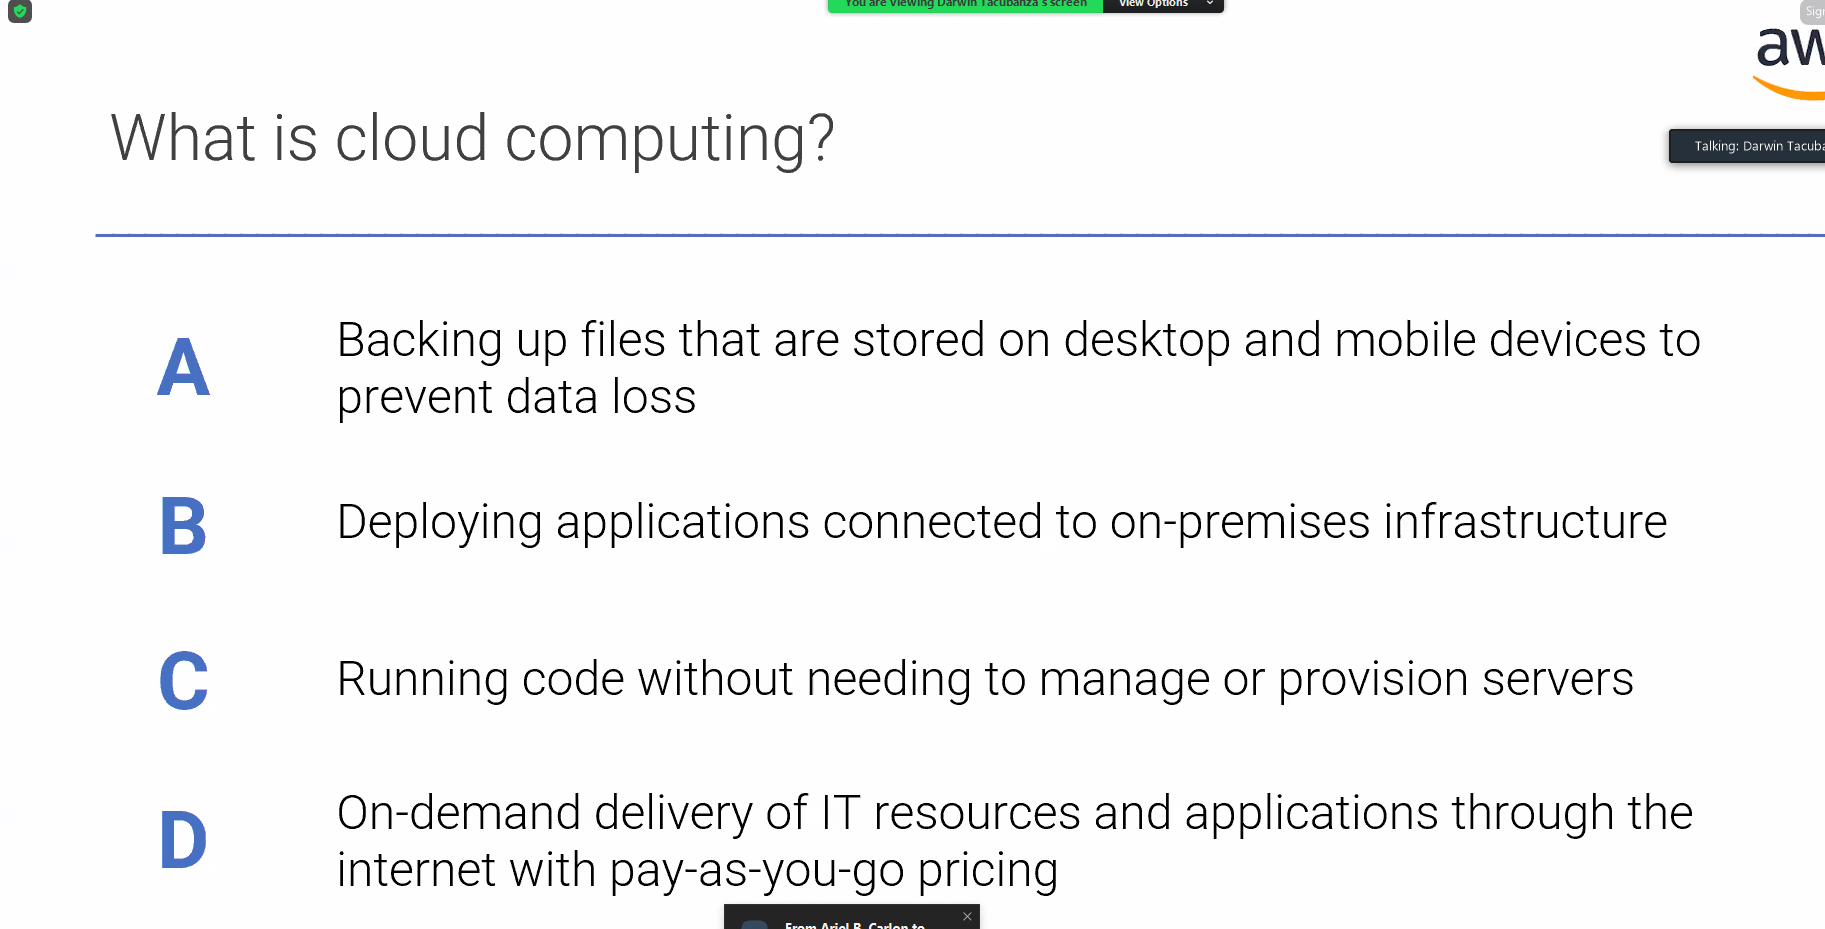 You are viewing Darwin Tacubanza's screen View Options
Sig
aw
What is cloud computing?
Talking: Darwin Tacuba
A Backing up files that are stored on desktop and mobile devices to
prevent data loss
B Deploying applications connected to on-premises infrastructure
C Running code without needing to manage or provision servers
D On-demand delivery of IT resources and applications through the
internet with pay-as-you-go pricing
From Ariel B. Carlon to